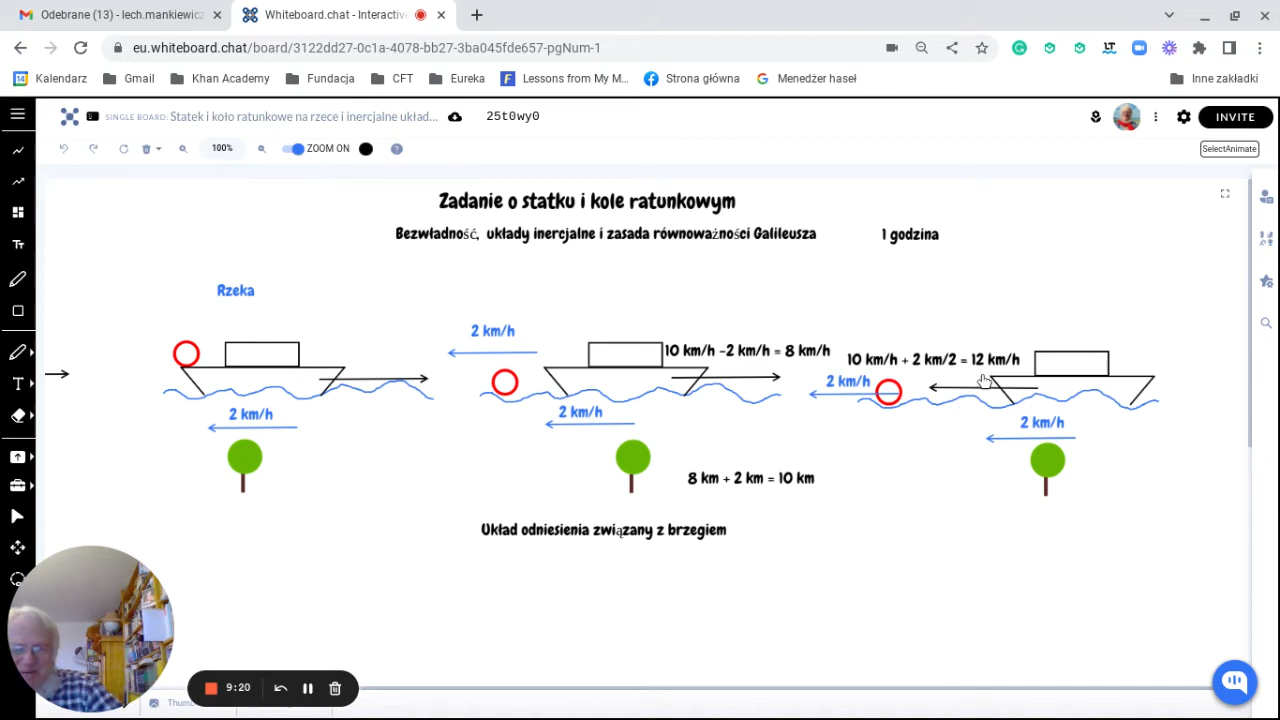 Odebrane (13) - lech.mankiewicz
Whiteboard.chat - Interactive
eu.whiteboard.chat/board/3122dd27-0c1a-4078-bb27-3ba045fde657-pgNum-1
Kalendarz
Gmail
Khan Academy
Fundacja
CFT
Eureka
Lessons from My M...
Strona główna
Menedżer haseł
Inne zakładki
SINGLE BOARD: Statek i koło ratunkowe na rzece i inercjalne układ...
25t0wy0
INVITE
100%
ZOOM ON
SelectAnimate
Zadanie o statku i kole ratunkowym
Bezwładność, układy inercjalne i zasada równoważności Galileusza
1 godzina
Rzeka
2 km/h
10 km/h -2 km/h = 8 km/h
10 km/h + 2 km/2 = 12 km/h
2 km/h
2 km/h
2 km/h
2 km/h
8 km + 2 km = 10 km
Układ odniesienia związany z brzegiem
9:20
Thumb